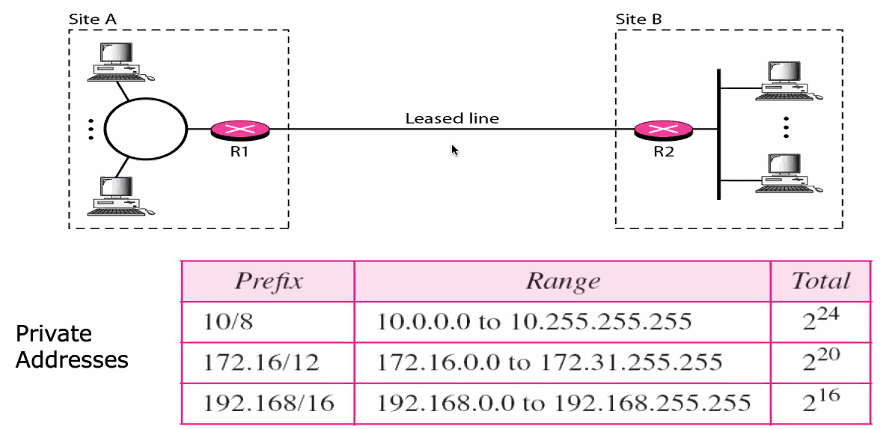 Site A
Site B
Leased line
R1
R2
Private
Addresses
Prefix Range Total
10/8 10.0.0.0 to 10.255.255.255 2^24
172.16/12 172.16.0.0 to 172.31.255.255 2^20
192.168/16 192.168.0.0 to 192.168.255.255 2^16